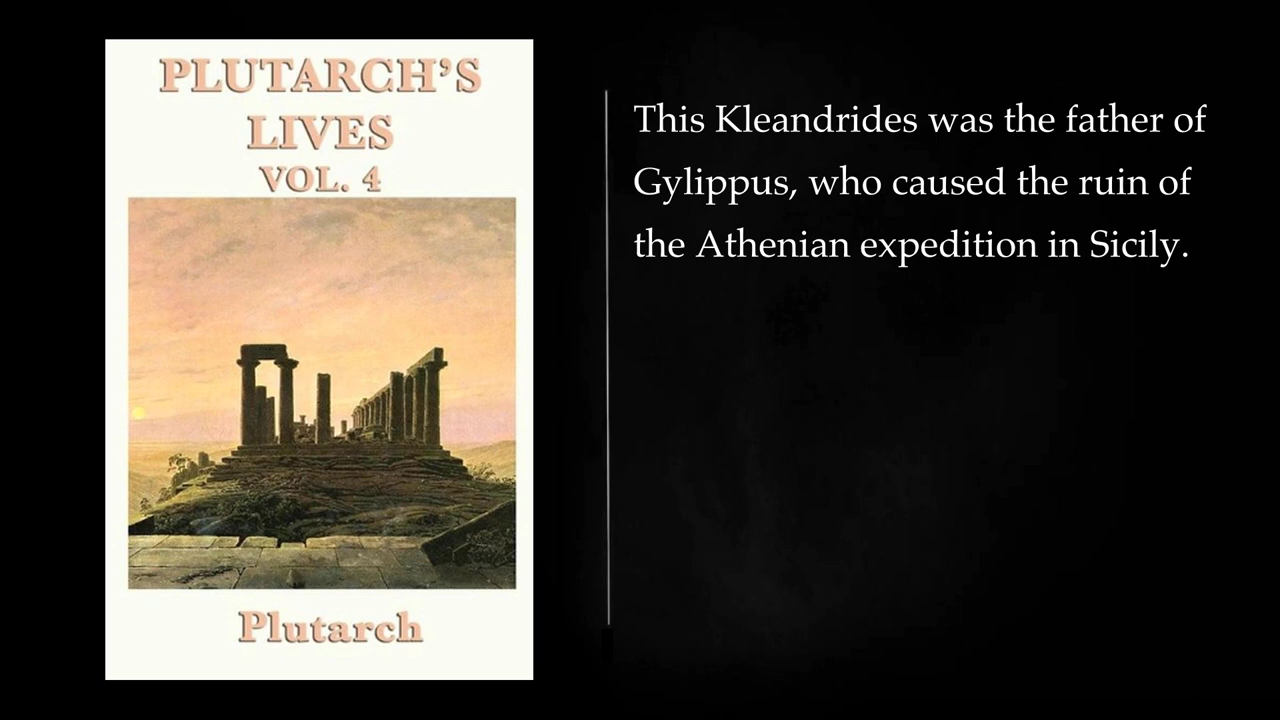 PLUTARCH'S
LIVES
VOL. 4
Plutarch
This Kleandrides was the father of
Gylippus, who caused the ruin of
the Athenian expedition in Sicily.